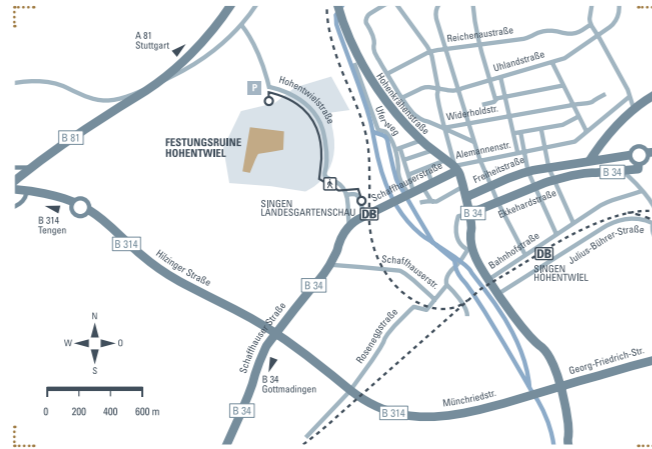 A 81
Stuttgart
B 81
P
Hohentwielstraße
FESTUNGSRUINE
HOHENTWIEL
Uferweg
Hohenkrähenstraße
Reichenaustraße
Uhlandstraße
Widerholdstr.
Alemannenstr.
Freiheitstraße
B 34
Ekkehardstraße
Schaffhauserstraße
SINGEN
LANDESGARTENSCHAU
DB
B 34
B 314
Tengen
B 314
Hilzinger Straße
Schaffhauserstr.
Bahnhofstraße
DB
SINGEN
HOHENTWIEL
Julius-Bührer-Straße
B 34
Schaffhauser Straße
Roseneggstraße
N
W O
S
B 34
Gottmadingen
Georg-Friedrich-Str.
Münchriedstr.
0 200 400 600 m
B 34
B 314
B 34